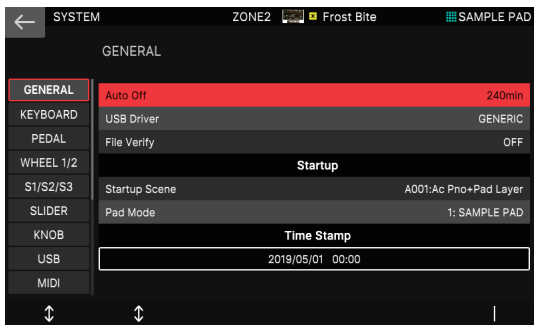 SYSTEM ZONE2 Frost Bite SAMPLE PAD
GENERAL
GENERAL
KEYBOARD
PEDAL
WHEEL 1/2
S1/S2/S3
SLIDER
KNOB
USB
MIDI
Auto Off 240min
USB Driver GENERIC
File Verify OFF
Startup
Startup Scene A001:Ac Pno+Pad Layer
Pad Mode 1: SAMPLE PAD
Time Stamp
2019/05/01 00:00